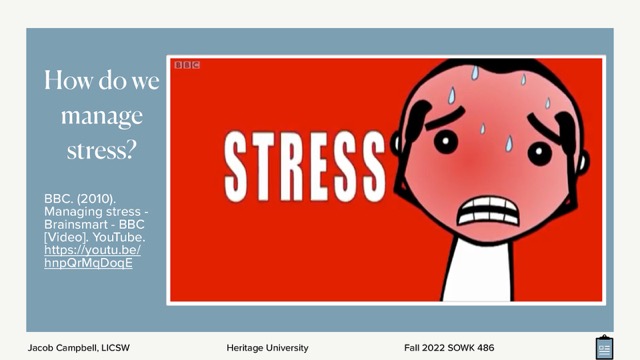 How do we
manage
stress?
BBC. (2010).
Managing stress -
Brainsmart - BBC
[Video]. YouTube.
https://youtu.be/
hnpQrMqDoqE
BBC
STRESS
Jacob Campbell, LICSW
Heritage University
Fall 2022 SOWK 486